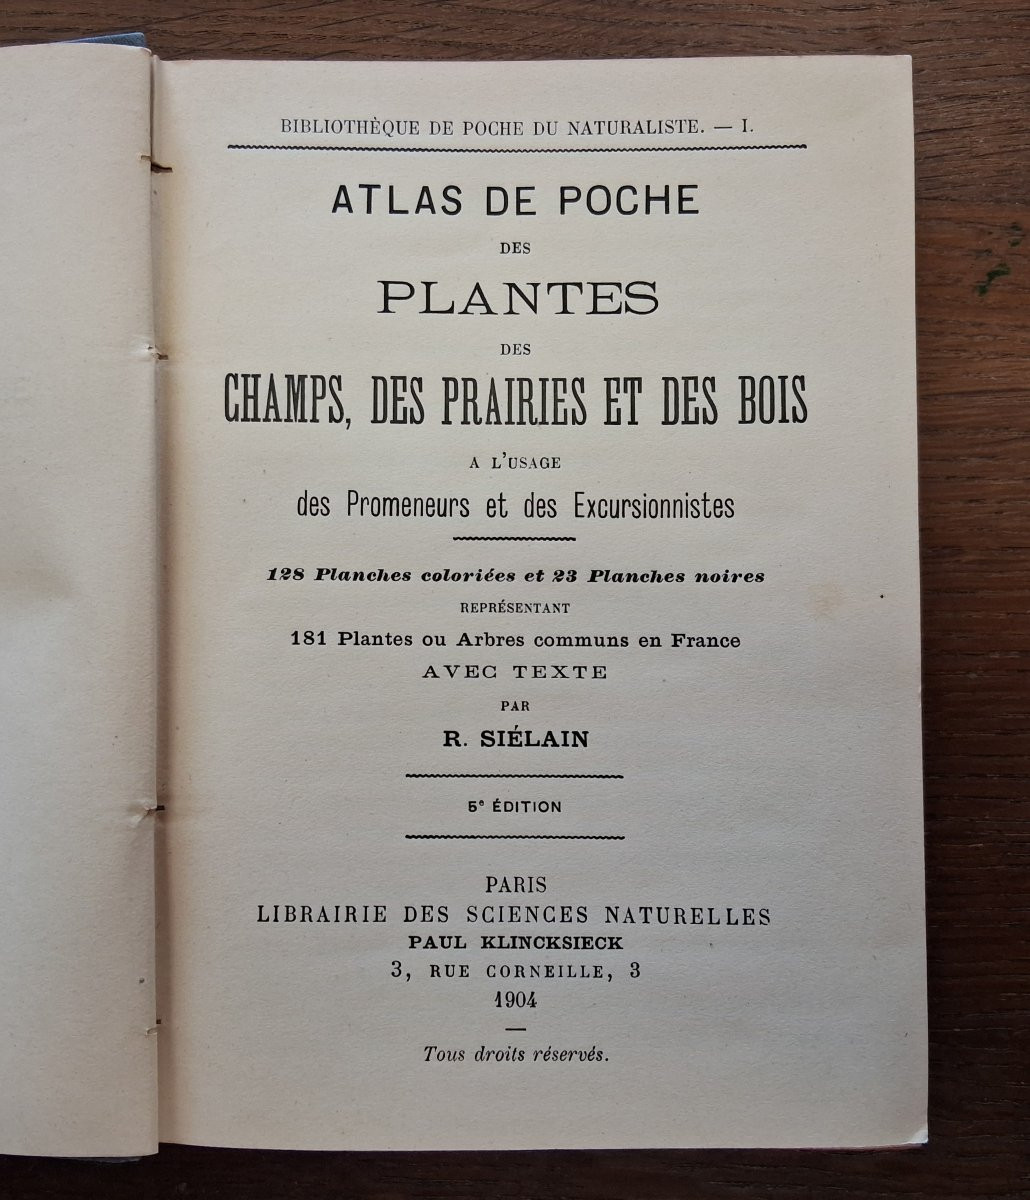 BIBLIOTHÈQUE DE POCHE DU NATURALISTE. — I.
ATLAS DE POCHE
DES
PLANTES
DES
CHAMPS, DES PRAIRIES ET DES BOIS
A L'USAGE
des Promeneurs et des Excursionnistes
128 Planches coloriées et 23 Planches noires
REPRÉSENTANT
181 Plantes ou Arbres communs en France
AVEC TEXTE
PAR
R. SIÉLAIN
5e ÉDITION
PARIS
LIBRAIRIE DES SCIENCES NATURELLES
PAUL KLINCKSIECK
3, RUE CORNEILLE, 3
1904
Tous droits réservés.